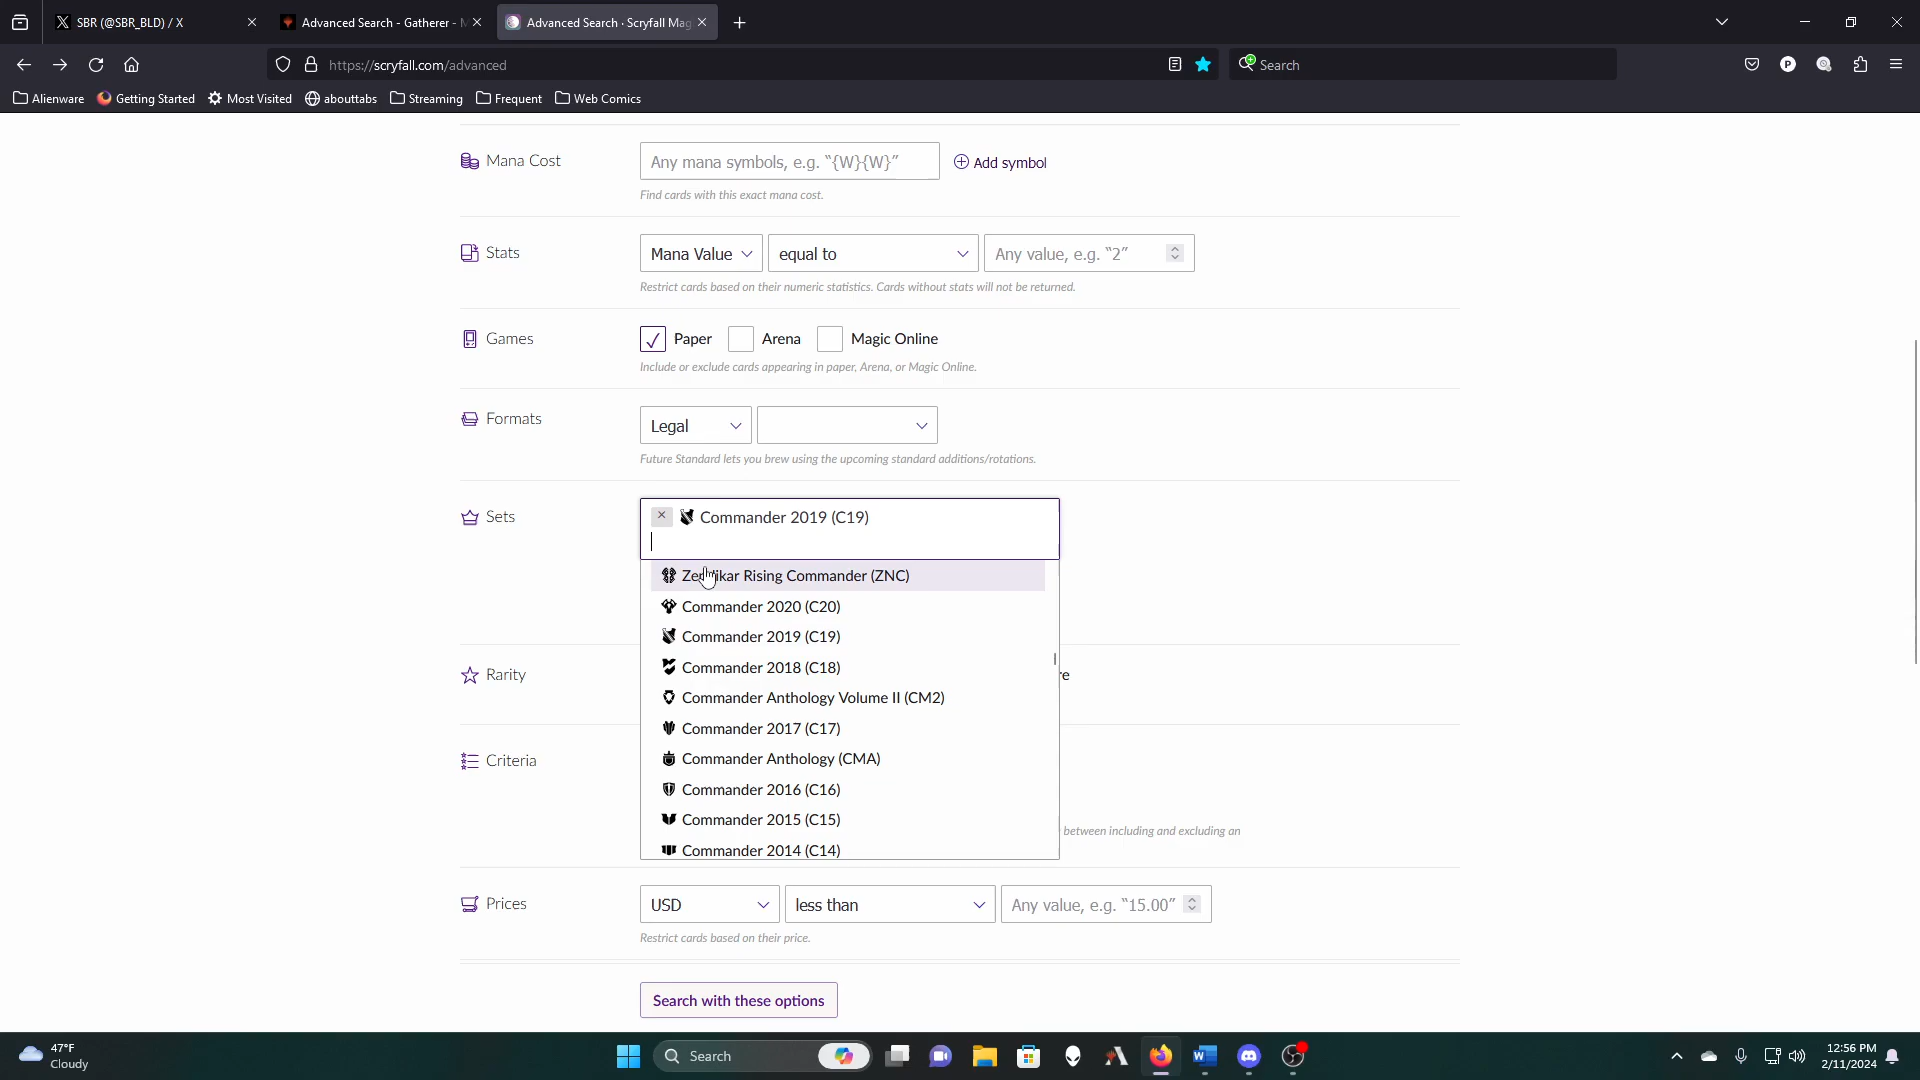 SBR (@SBR_BLD) / X
Advanced Search - Gatherer - M
Advanced Search · Scryfall Mag
https://scryfall.com/advanced
Search
Alienware
Getting Started
Most Visited
abouttabs
Streaming
Frequent
Web Comics
Mana Cost
Any mana symbols, e.g. “{W}{W}”
Add symbol
Find cards with this exact mana cost.
Stats
Mana Value
equal to
Any value, e.g. “2”
Restrict cards based on their numeric statistics. Cards without stats will not be returned.
Games
Paper
Arena
Magic Online
Include or exclude cards appearing in paper, Arena, or Magic Online.
Formats
Legal
Future Standard lets you brew using the upcoming standard additions/rotations.
Sets
Commander 2019 (C19)
Zendikar Rising Commander (ZNC)
Commander 2020 (C20)
Commander 2019 (C19)
Commander 2018 (C18)
Commander Anthology Volume II (CM2)
Commander 2017 (C17)
Commander Anthology (CMA)
Commander 2016 (C16)
Commander 2015 (C15)
Commander 2014 (C14)
Rarity
re
Criteria
between including and excluding an
Prices
USD
less than
Any value, e.g. “15.00”
Restrict cards based on their price.
Search with these options
47°F
Cloudy
Search
12:56 PM
2/11/2024